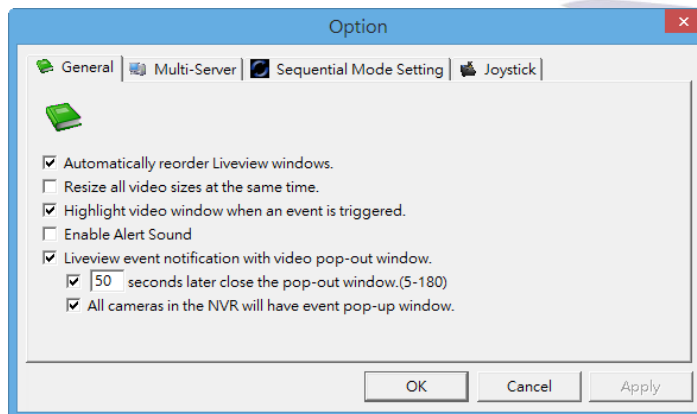 Option
General Multi-Server Sequential Mode Setting Joystick
Automatically reorder Liveview windows.
Resize all video sizes at the same time.
Highlight video window when an event is triggered.
Enable Alert Sound
Liveview event notification with video pop-out window.
50 seconds later close the pop-out window.(5-180)
All cameras in the NVR will have event pop-up window.
OK Cancel Apply